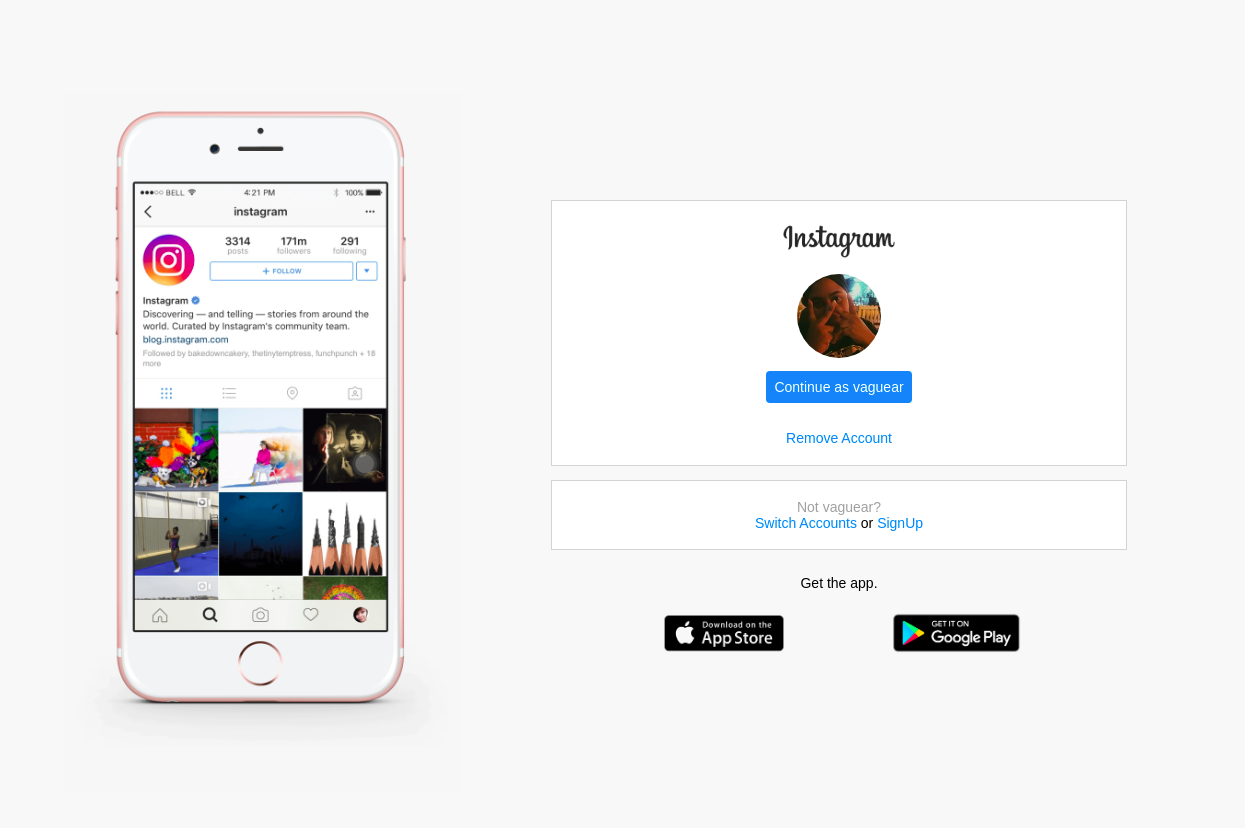 ●●●○○ BELL 4:21 PM 100%
instagram
3314 171m 291
posts followers following
+ FOLLOW
Instagram
Discovering — and telling — stories from around the
world. Curated by Instagram's community team.
blog.instagram.com
Followed by bakedowncakery, thetinytemptress, funchpunch + 18
more
Instagram
Continue as vaguear
Remove Account
Not vaguear?
Switch Accounts or SignUp
Get the app.
Download on the
App Store
GET IT ON
Google Play